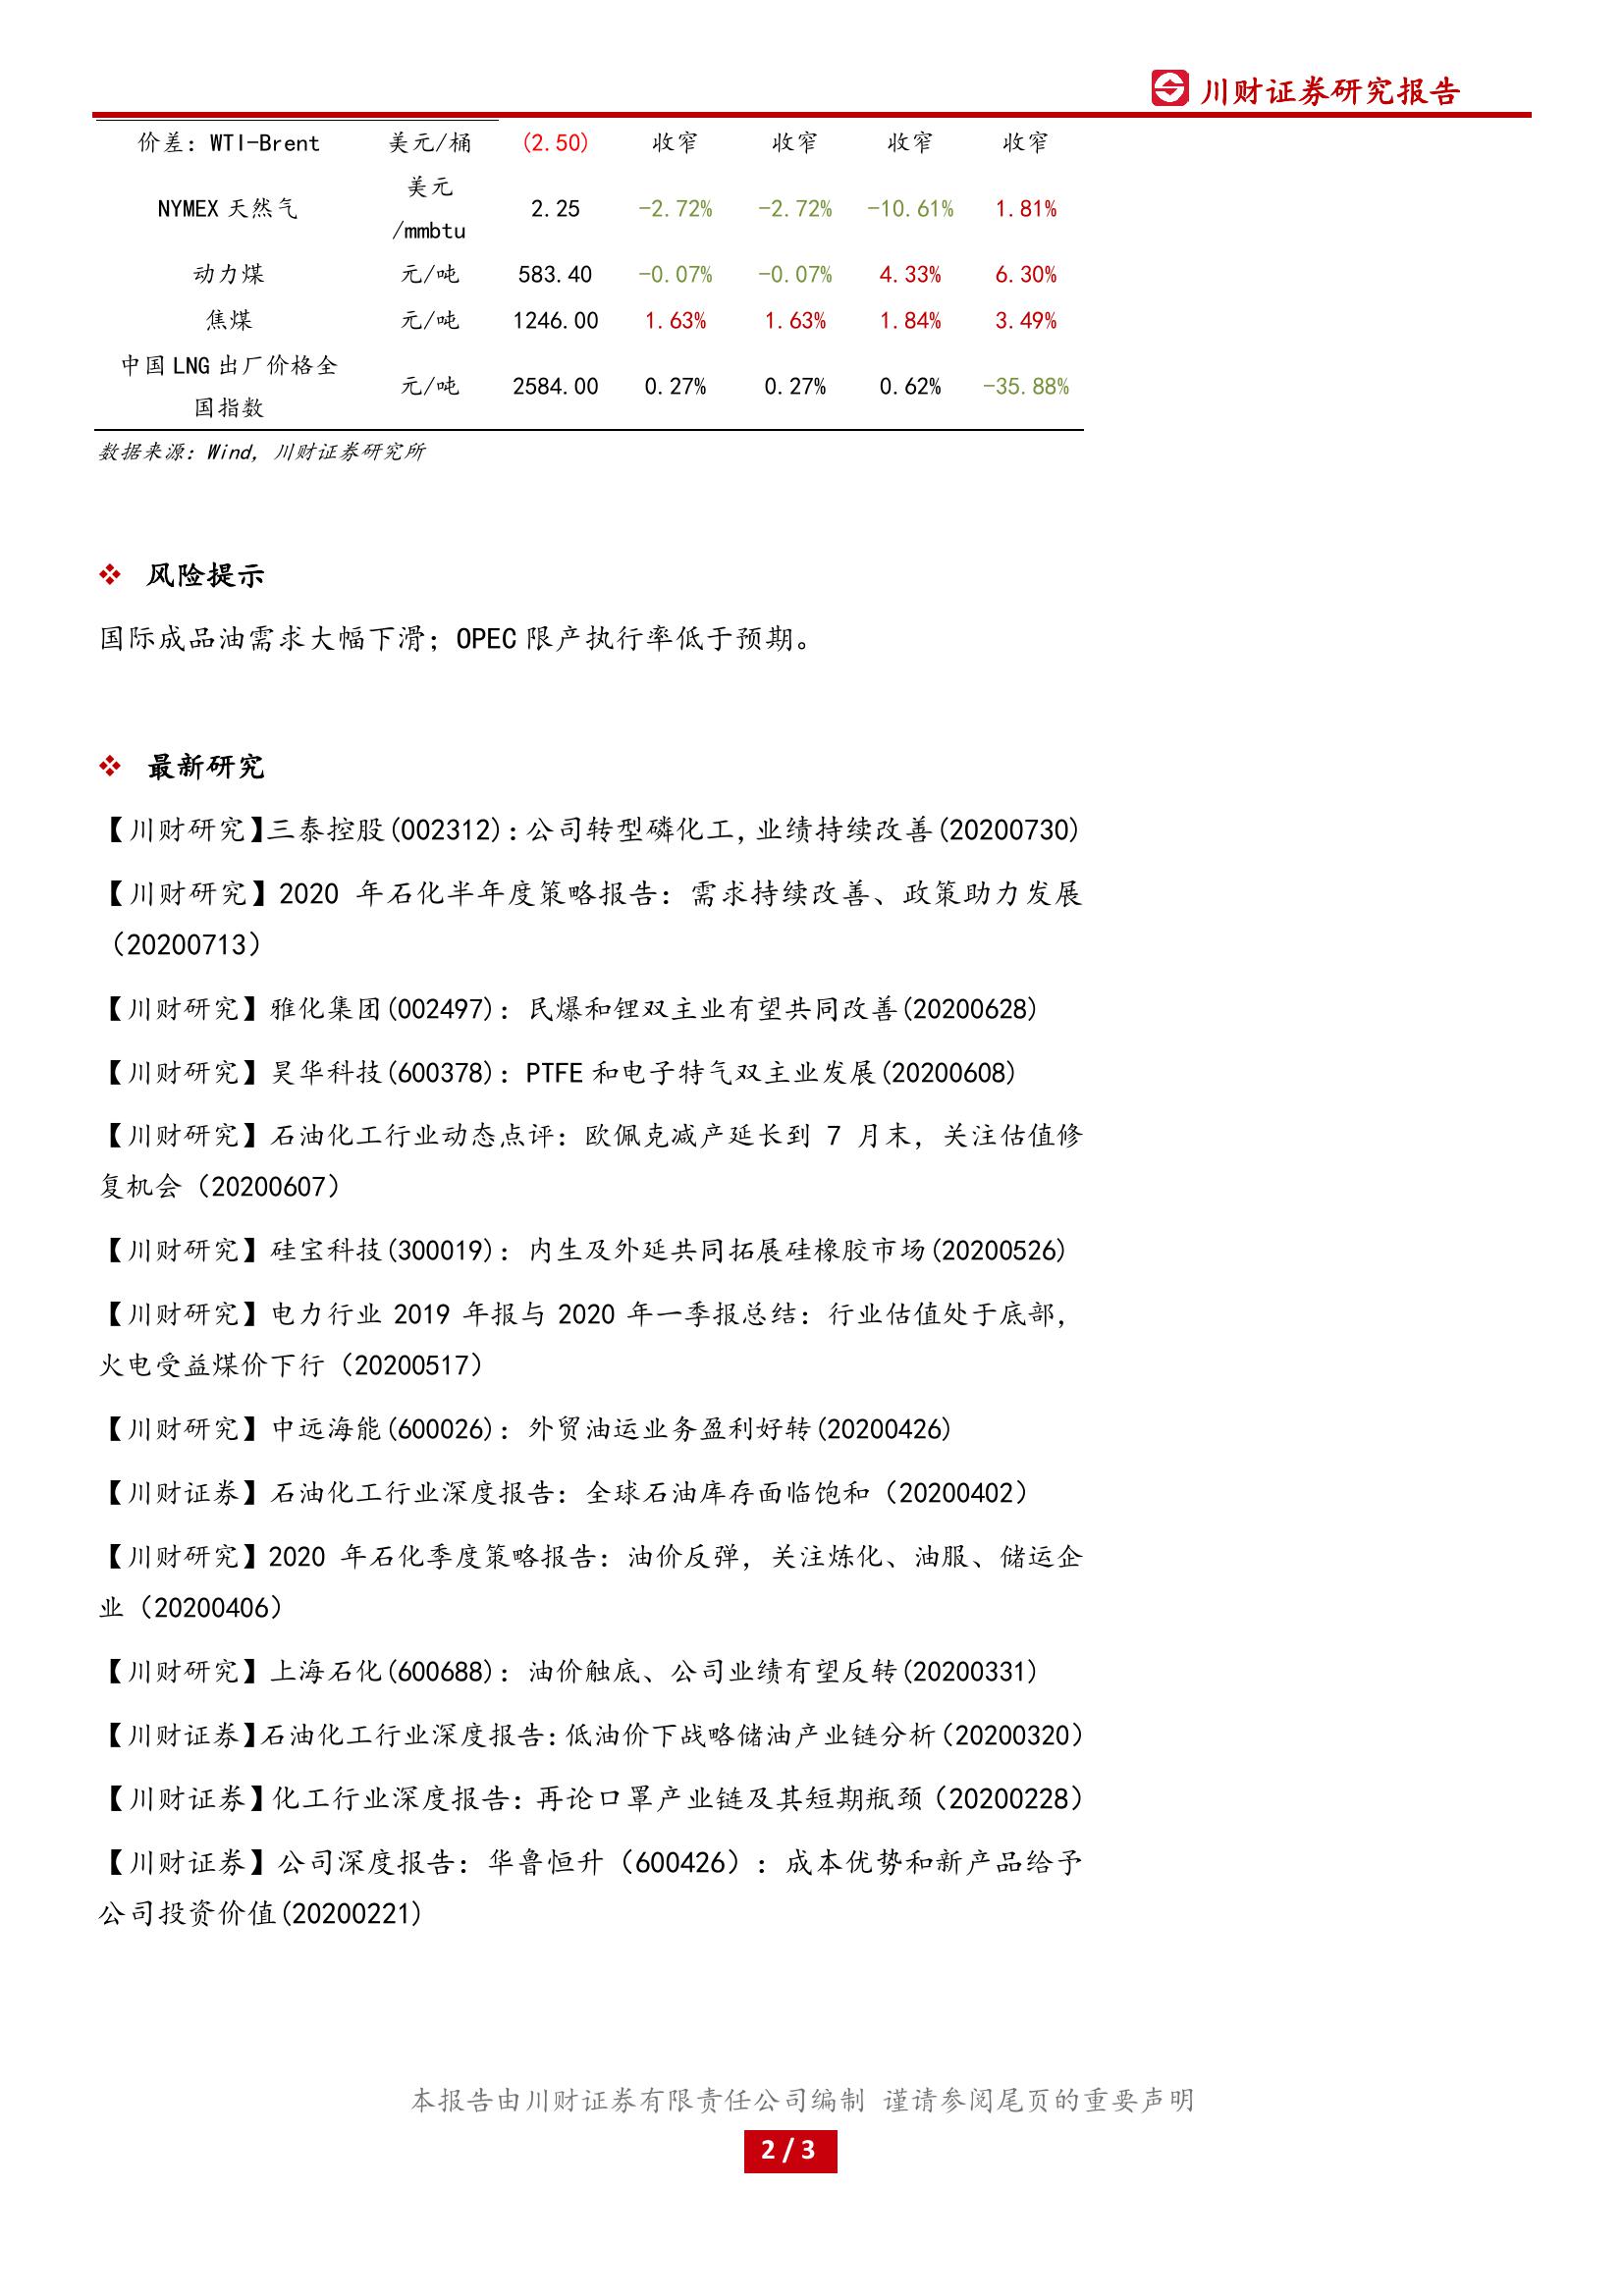 川财证券研究报告
价差：WTI-Brent 美元/桶 (2.50) 收窄 收窄 收窄 收窄
美元
NYMEX 天然气 2.25 -2.72% -2.72% -10.61% 1.81%
/mmbtu
动力煤 元/吨 583.40 -0.07% -0.07% 4.33% 6.30%
焦煤 元/吨 1246.00 1.63% 1.63% 1.84% 3.49%
中国 LNG 出厂价格全
元/吨 2584.00 0.27% 0.27% 0.62% -35.88%
国指数
数据来源：Wind，川财证券研究所
风险提示
国际成品油需求大幅下滑；OPEC 限产执行率低于预期。
最新研究
【川财研究】三泰控股(002312)：公司转型磷化工，业绩持续改善(20200730)
【川财研究】2020 年石化半年度策略报告：需求持续改善、政策助力发展
（20200713）
【川财研究】雅化集团(002497)：民爆和锂双主业有望共同改善(20200628)
【川财研究】昊华科技(600378)：PTFE 和电子特气双主业发展(20200608)
【川财研究】石油化工行业动态点评：欧佩克减产延长到 7 月末，关注估值修
复机会（20200607）
【川财研究】硅宝科技(300019)：内生及外延共同拓展硅橡胶市场(20200526)
【川财研究】电力行业 2019 年报与 2020 年一季报总结：行业估值处于底部，
火电受益煤价下行（20200517）
【川财研究】中远海能(600026)：外贸油运业务盈利好转(20200426)
【川财证券】石油化工行业深度报告：全球石油库存面临饱和（20200402）
【川财研究】2020 年石化季度策略报告：油价反弹，关注炼化、油服、储运企
业（20200406）
【川财研究】上海石化(600688)：油价触底、公司业绩有望反转(20200331)
【川财证券】石油化工行业深度报告：低油价下战略储油产业链分析（20200320）
【川财证券】化工行业深度报告：再论口罩产业链及其短期瓶颈（20200228）
【川财证券】公司深度报告：华鲁恒升（600426）：成本优势和新产品给予
公司投资价值(20200221)
本报告由川财证券有限责任公司编制 谨请参阅尾页的重要声明
2 / 3